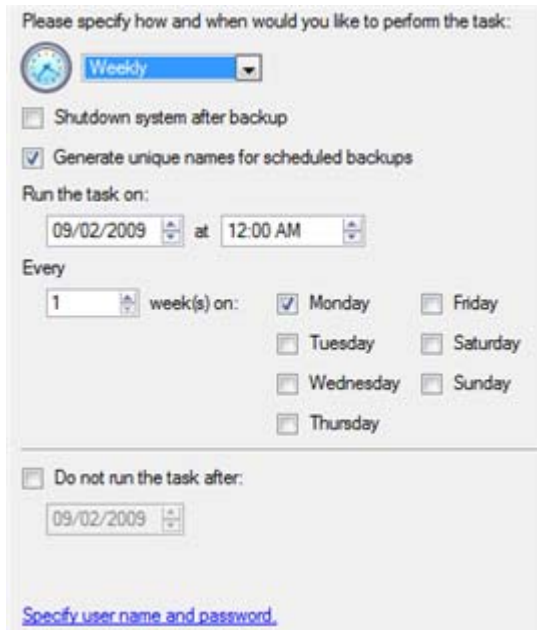 Please specify how and when would you like to perform the task:
Weekly
Shutdown system after backup
Generate unique names for scheduled backups
Run the task on:
09/02/2009 at 12:00 AM
Every
1 week(s) on: Monday Friday
Tuesday Saturday
Wednesday Sunday
Thursday
Do not run the task after:
09/02/2009
Specify user name and password.